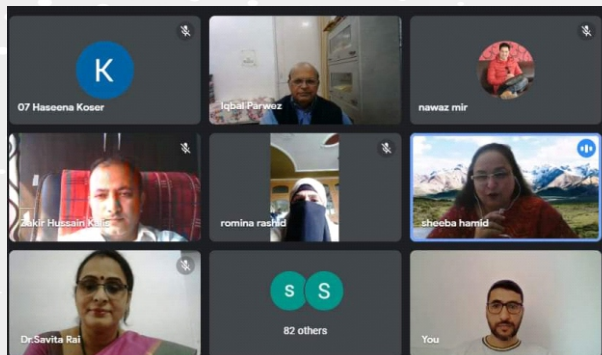 K
07 Haseena Koser
Iqbal Parwez
nawaz mir
Zakir Hussain Kalis
romina rashid
sheeba hamid
Dr.Savita Rai
s S
82 others
You